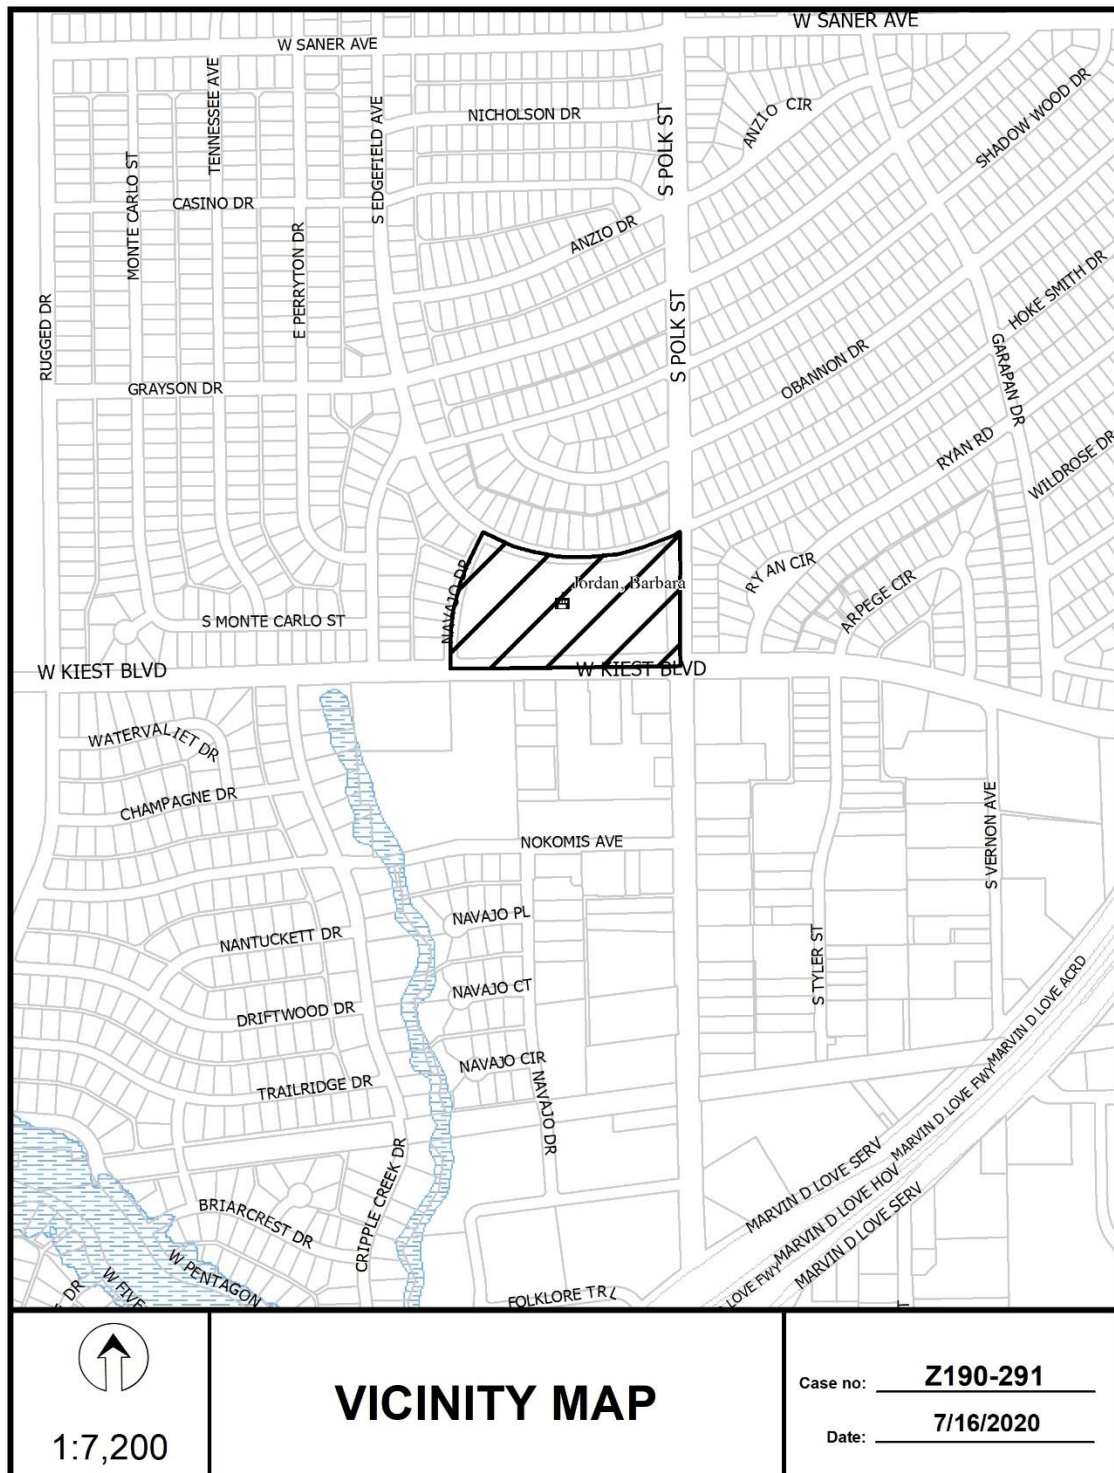 W SANER AVE
W SANER AVE
TENNESSEE AVE
S EDGEFIELD AVE
NICHOLSON DR
S POLK ST
ANZIO CIR
SHADOW WOOD DR
MONTE CARLO ST
CASINO DR
E PERRYTON DR
ANZIO DR
RUGGED DR
S POLK ST
HOKE SMITH DR
GARAPAN DR
GRAYSON DR
OBANNON DR
RYAN RD
WILDROSE DR
NAVAJO DR
Jordan, Barbara
RYAN CIR
ARPEGE CIR
S MONTE CARLO ST
W KIEST BLVD
W KIEST BLVD
WATERVALIET DR
CHAMPAGNE DR
NOKOMIS AVE
S VERNON AVE
NAVAJO PL
NANTUCKETT DR
S TYLER ST
NAVAJO CT
DRIFTWOOD DR
NAVAJO CIR
MARVIN D LOVE ACRD
TRAILRIDGE DR
NAVAJO DR
MARVIN D LOVE FWY
CRIPPLE CREEK DR
MARVIN D LOVE SERV
MARVIN D LOVE HOV
MARVIN D LOVE SERV
BRIARCREST DR
W PENTAGON
W FIVE
DR
FOLKLORE TRL
LOVE FWY
T
1:7,200
VICINITY MAP
Case no: Z190-291
Date: 7/16/2020